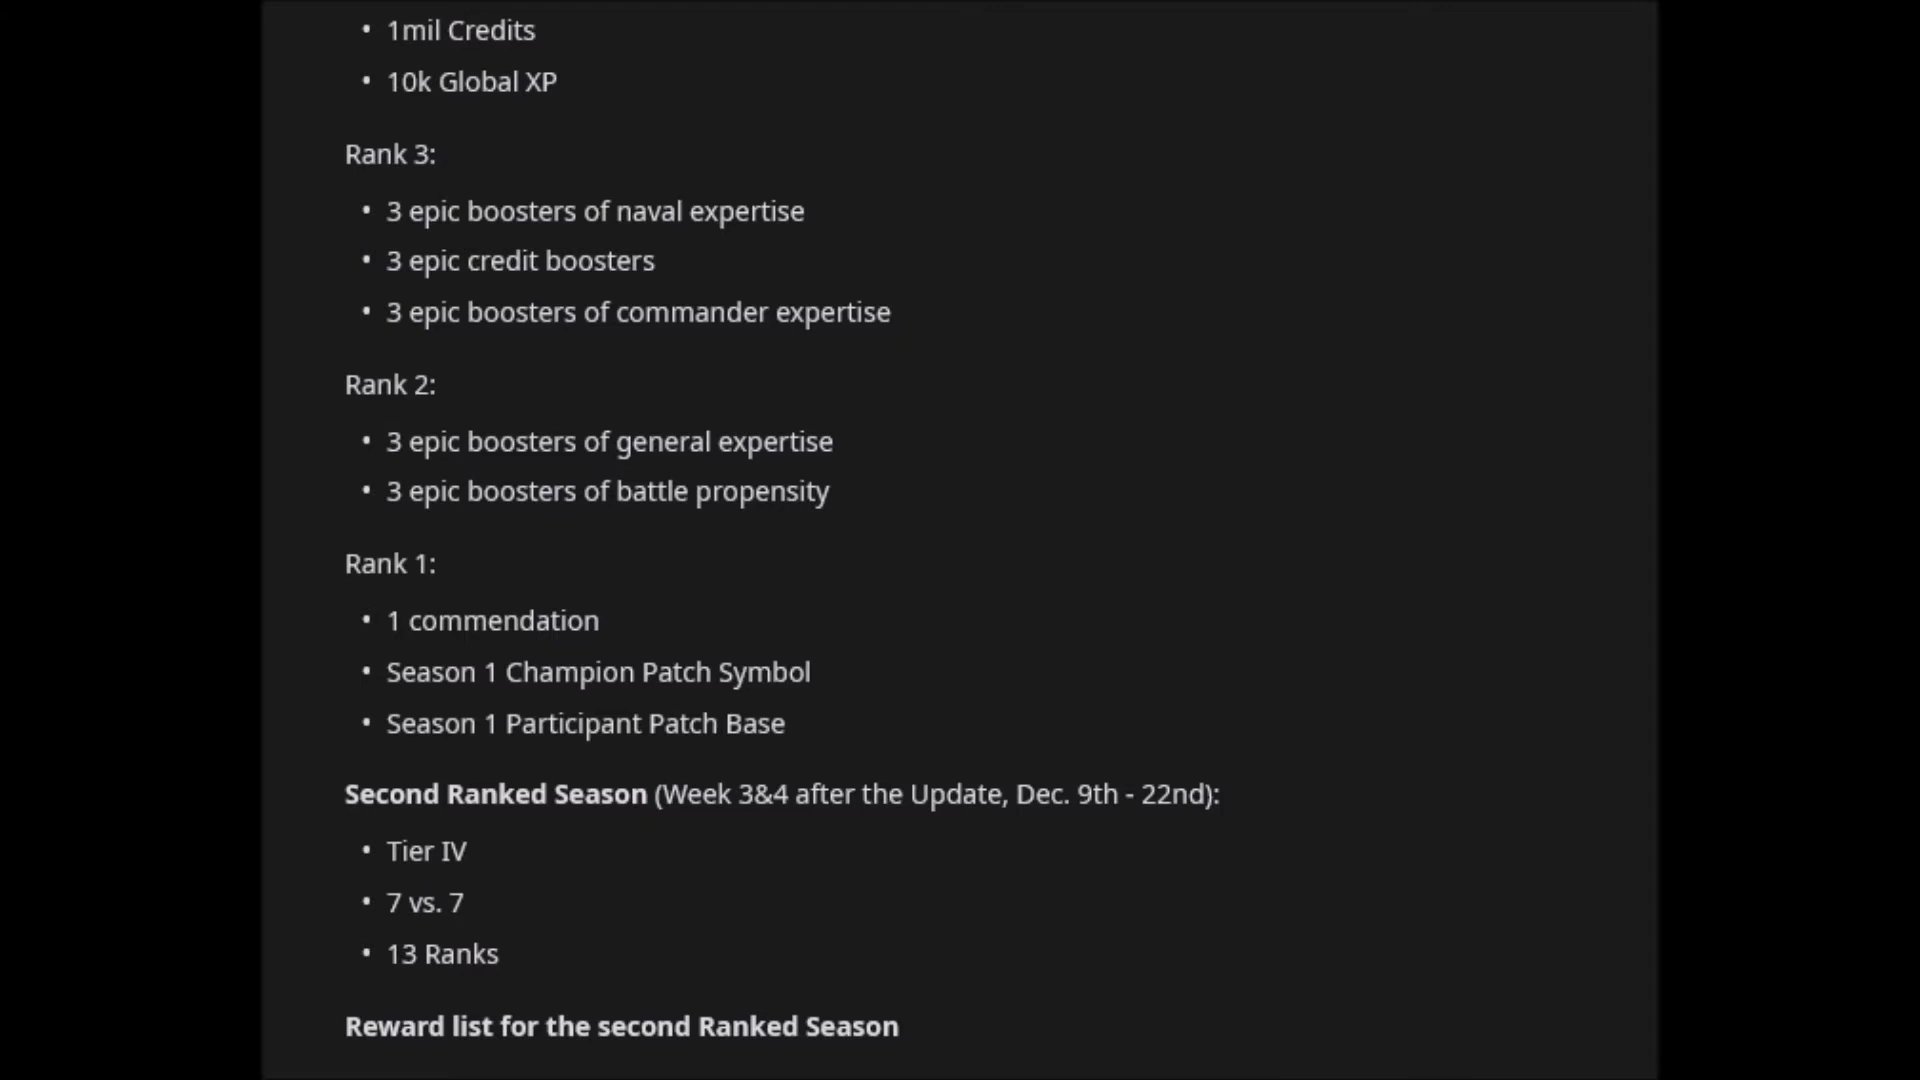 • 1mil Credits
• 10k Global XP
Rank 3:
• 3 epic boosters of naval expertise
• 3 epic credit boosters
• 3 epic boosters of commander expertise
Rank 2:
• 3 epic boosters of general expertise
• 3 epic boosters of battle propensity
Rank 1:
• 1 commendation
• Season 1 Champion Patch Symbol
• Season 1 Participant Patch Base
Second Ranked Season (Week 3&4 after the Update, Dec. 9th - 22nd):
• Tier IV
• 7 vs. 7
• 13 Ranks
Reward list for the second Ranked Season